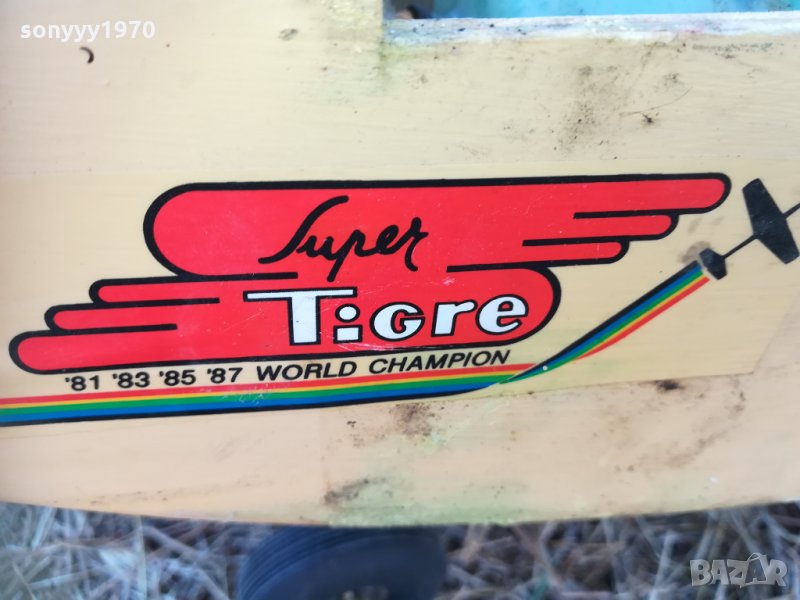 sonyyy1970
Super
TiGre
'81 '83 '85 '87 WORLD CHAMPION
BAZAR